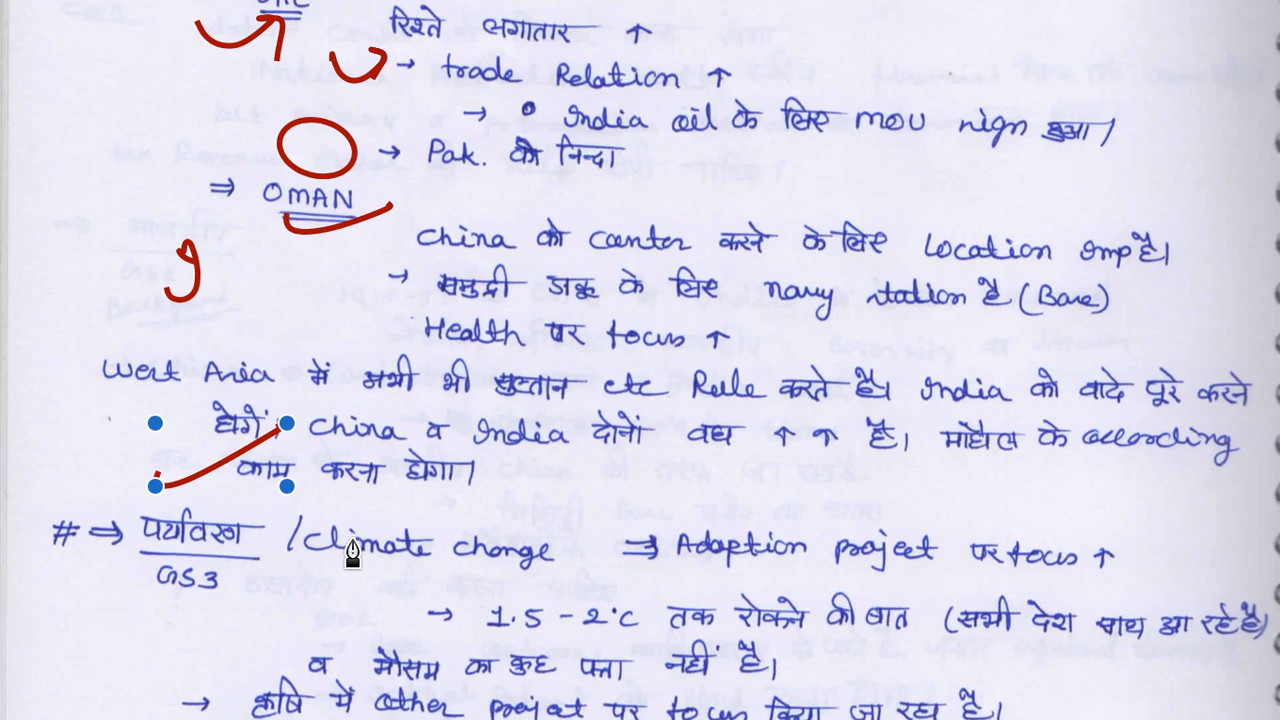 रिश्ते लगातार ↑
→ trade Relation ↑
→ • India oil के लिए mou sign हुआ।
→ Pak. की निन्दा
⇒ OMAN
China को counter करने के लिए location Imp है।
→ समुद्री डाकू के लिए navy station है (Base)
Health पर focus ↑
West Asia में अभी भी सुल्तान etc Rule करते है। India को वादे पूरे करने
होगें, China व India दोनों वहाँ ↑ ↑ है। माहौल के according
काम करना होगा।
# ⇒ पर्यावरण / Climate change → Adaption project पर focus ↑
GS3
→ 1.5 - 2°C तक रोकने की बात (सभी देश साथ आ रहे है)
व मौसम का कुछ पता नहीं है।
→ कृषि में other project पर focus किया जा रहा है।